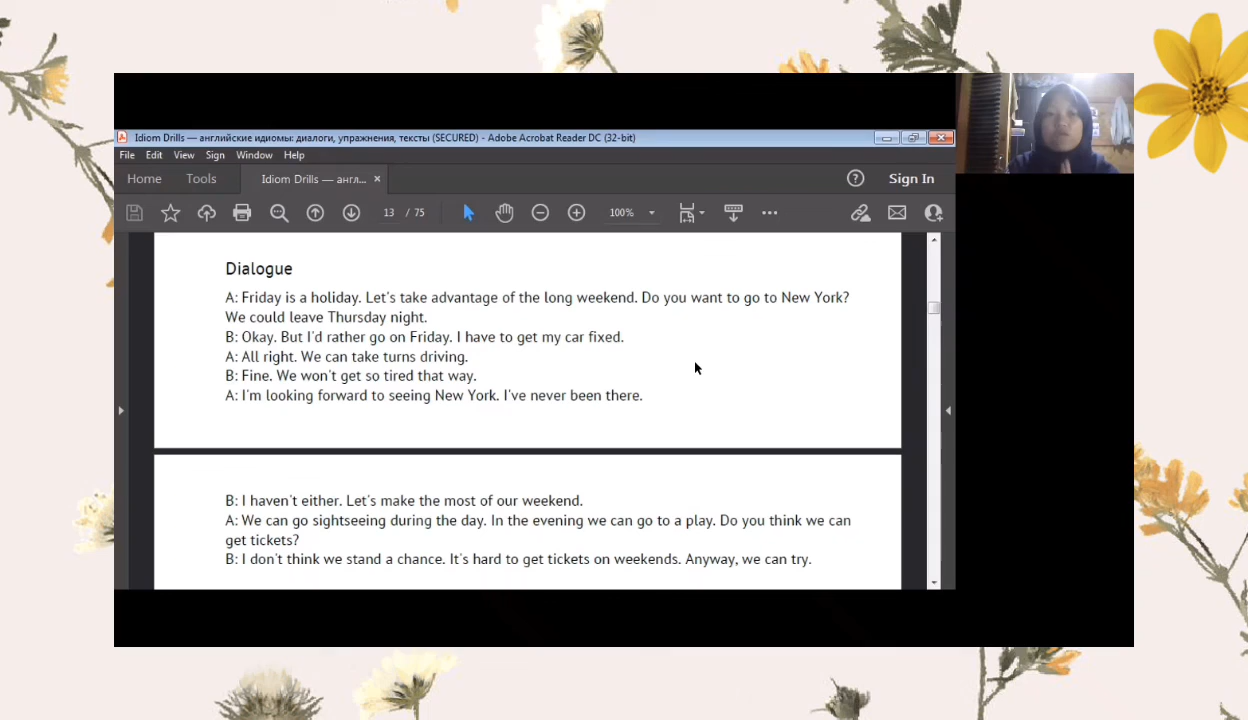 Idiom Drills — английские идиомы: диалоги, упражнения, тексты (SECURED) - Adobe Acrobat Reader DC (32-bit)
File Edit View Sign Window Help
Home Tools Idiom Drills — англ... × Sign In
13 / 75 100%
Dialogue
A: Friday is a holiday. Let's take advantage of the long weekend. Do you want to go to New York?
We could leave Thursday night.
B: Okay. But I'd rather go on Friday. I have to get my car fixed.
A: All right. We can take turns driving.
B: Fine. We won't get so tired that way.
A: I'm looking forward to seeing New York. I've never been there.
B: I haven't either. Let's make the most of our weekend.
A: We can go sightseeing during the day. In the evening we can go to a play. Do you think we can
get tickets?
B: I don't think we stand a chance. It's hard to get tickets on weekends. Anyway, we can try.